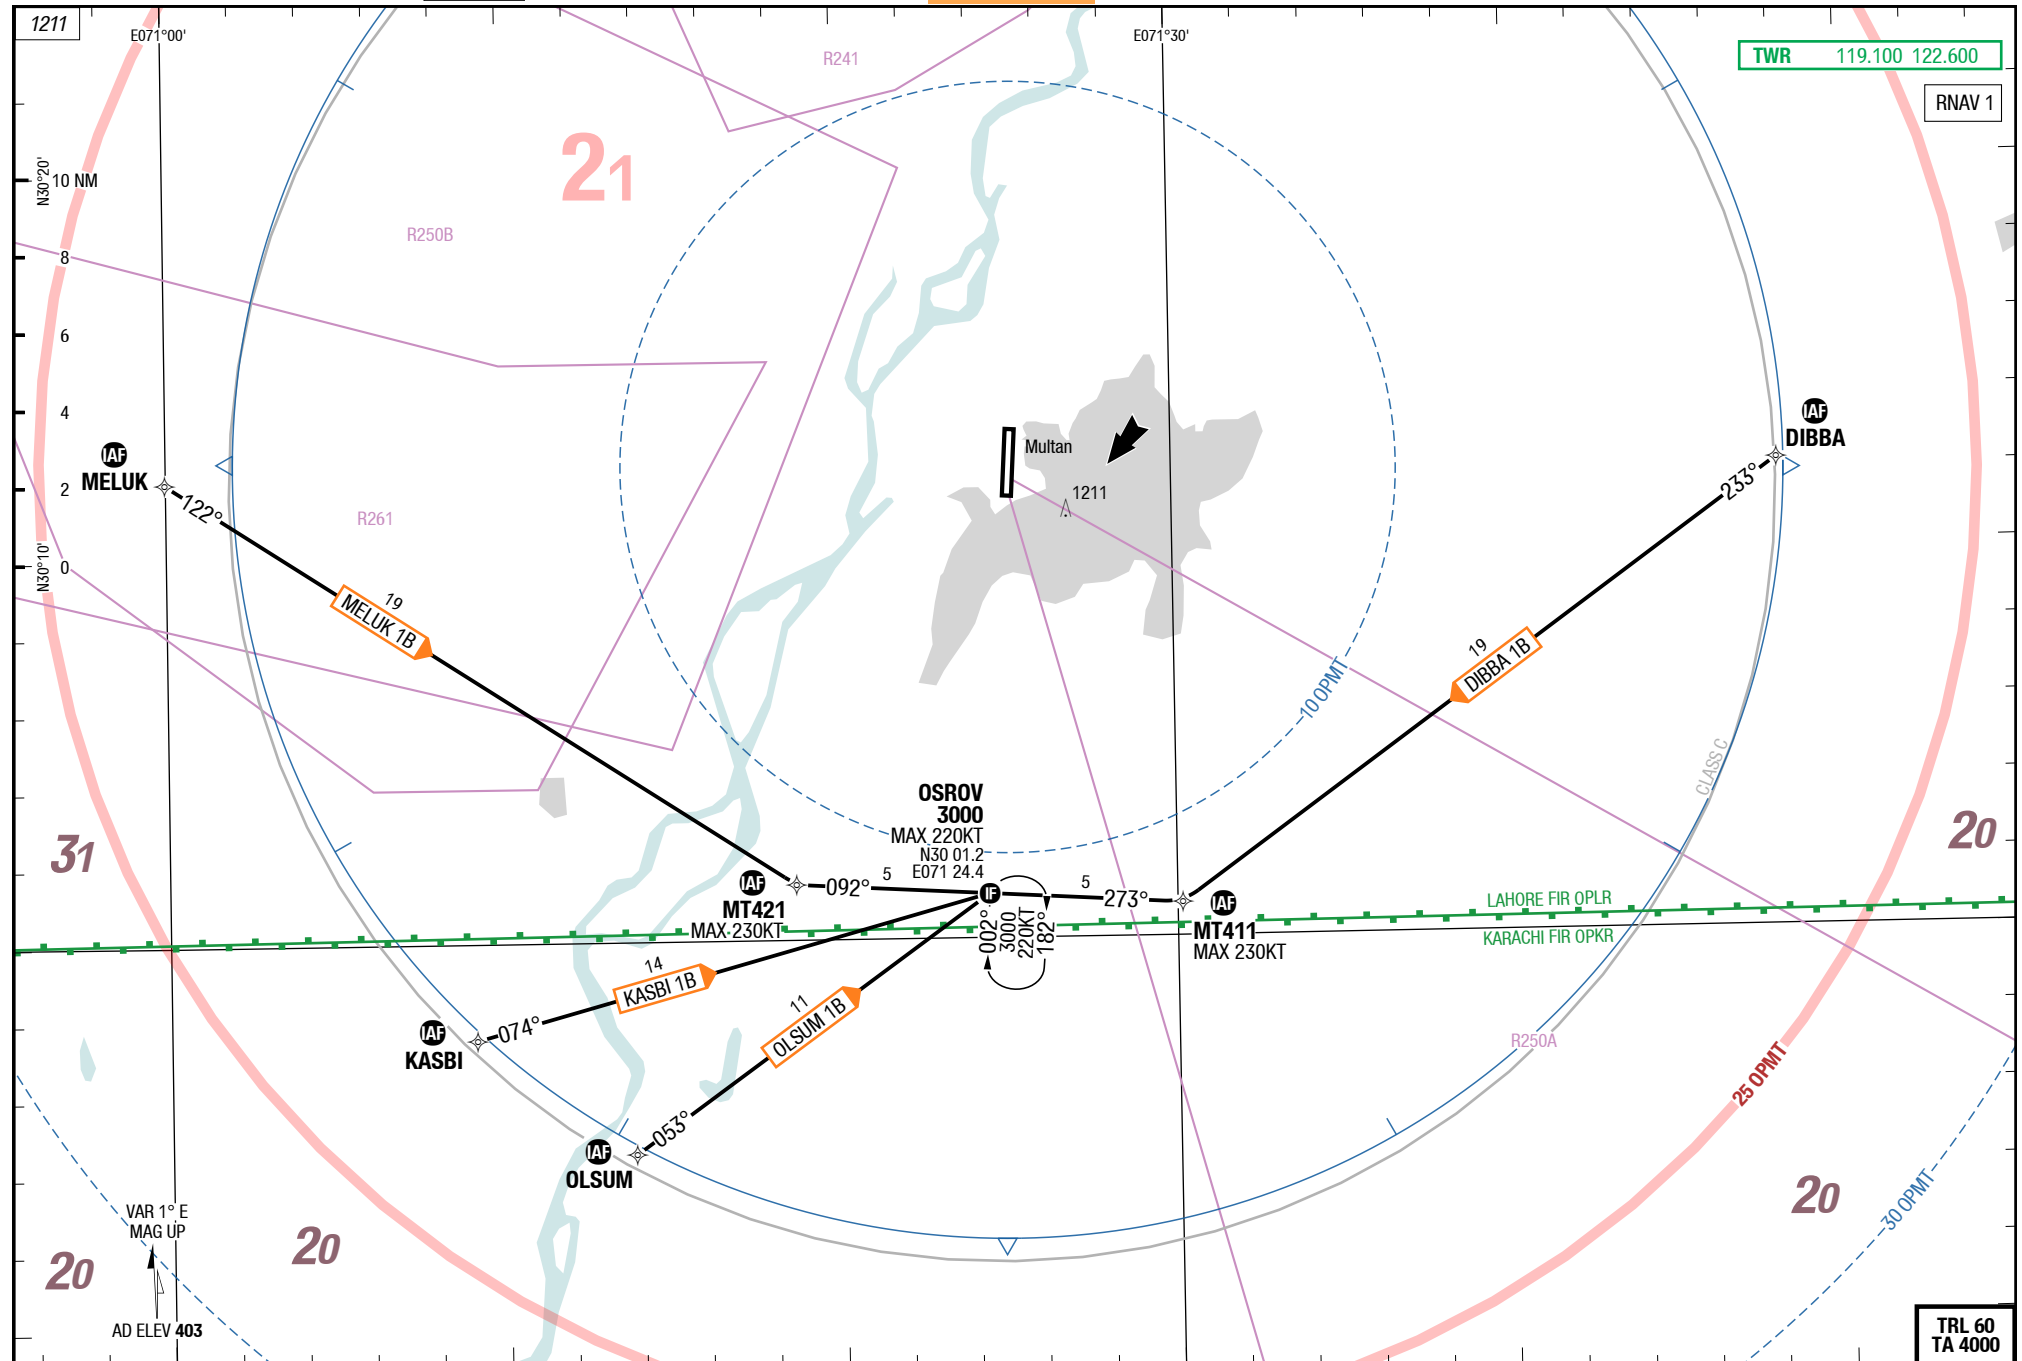 1211
E071°00'
E071°30'
R241
TWR 119.100 122.600
RNAV 1
N30°20'
10 NM
21
R250B
8
6
4
2
0
N30°10'
IAF
MELUK
122°
R261
19
MELUK 1B
Multan
1211
IAF
DIBBA
233°
19
DIBBA 1B
10 OPMT
CLASS C
31
20
OSROV
3000
MAX 220KT
N30 01.2
E071 24.4
IAF
MT421
MAX 230KT
092°
5
IF
5
273°
IAF
MT411
MAX 230KT
002°
3000
220KT
182°
LAHORE FIR OPLR
KARACHI FIR OPKR
14
KASBI 1B
IAF
KASBI
074°
11
OLSUM 1B
R250A
25 OPMT
053°
IAF
OLSUM
VAR 1° E
MAG UP
20
20
20
30 OPMT
AD ELEV 403
TRL 60
TA 4000